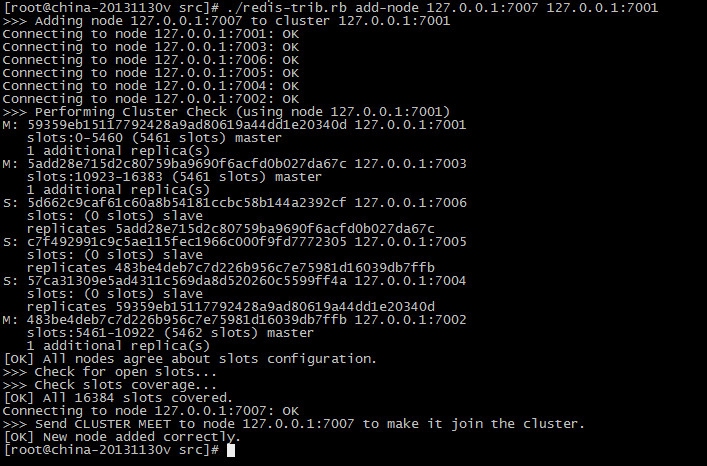 [root@china-20131130v src]# ./redis-trib.rb add-node 127.0.0.1:7007 127.0.0.1:7001
>>> Adding node 127.0.0.1:7007 to cluster 127.0.0.1:7001
Connecting to node 127.0.0.1:7001: OK
Connecting to node 127.0.0.1:7003: OK
Connecting to node 127.0.0.1:7006: OK
Connecting to node 127.0.0.1:7005: OK
Connecting to node 127.0.0.1:7004: OK
Connecting to node 127.0.0.1:7002: OK
>>> Performing Cluster Check (using node 127.0.0.1:7001)
M: 59359eb15117792428a9ad80619a44dd1e20340d 127.0.0.1:7001
   slots:0-5460 (5461 slots) master
   1 additional replica(s)
M: 5add28e715d2c80759ba9690f6acfd0b027da67c 127.0.0.1:7003
   slots:10923-16383 (5461 slots) master
   1 additional replica(s)
S: 5d662c9caf61c60a8b54181ccbc58b144a2392cf 127.0.0.1:7006
   slots: (0 slots) slave
   replicates 5add28e715d2c80759ba9690f6acfd0b027da67c
S: c7f492991c9c5ae115fec1966c000f9fd7772305 127.0.0.1:7005
   slots: (0 slots) slave
   replicates 483be4deb7c7d226b956c7e75981d16039db7ffb
S: 57ca31309e5ad4311c569da8d520260c5599ff4a 127.0.0.1:7004
   slots: (0 slots) slave
   replicates 59359eb15117792428a9ad80619a44dd1e20340d
M: 483be4deb7c7d226b956c7e75981d16039db7ffb 127.0.0.1:7002
   slots:5461-10922 (5462 slots) master
   1 additional replica(s)
[OK] All nodes agree about slots configuration.
>>> Check for open slots...
>>> Check slots coverage...
[OK] All 16384 slots covered.
Connecting to node 127.0.0.1:7007: OK
>>> Send CLUSTER MEET to node 127.0.0.1:7007 to make it join the cluster.
[OK] New node added correctly.
[root@china-20131130v src]#